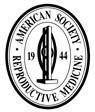 AMERICAN SOCIETY
19 44
REPRODUCTIVE MEDICINE